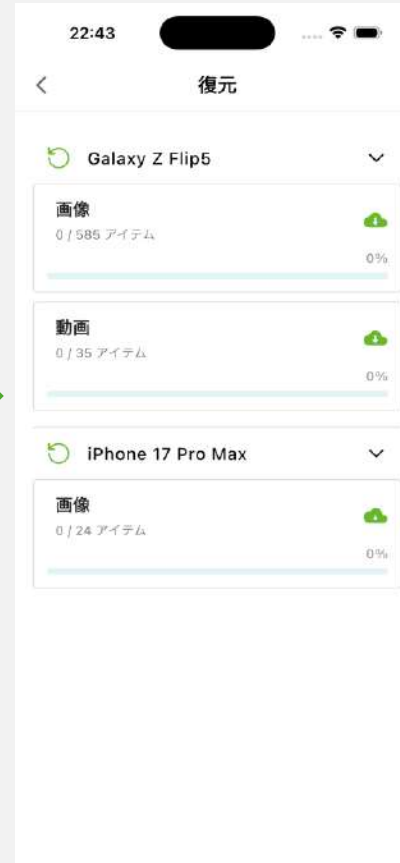 22:43
復元
Galaxy Z Flip5
画像
0 / 585 アイテム
0%
動画
0 / 35 アイテム
0%
iPhone 17 Pro Max
画像
0 / 24 アイテム
0%